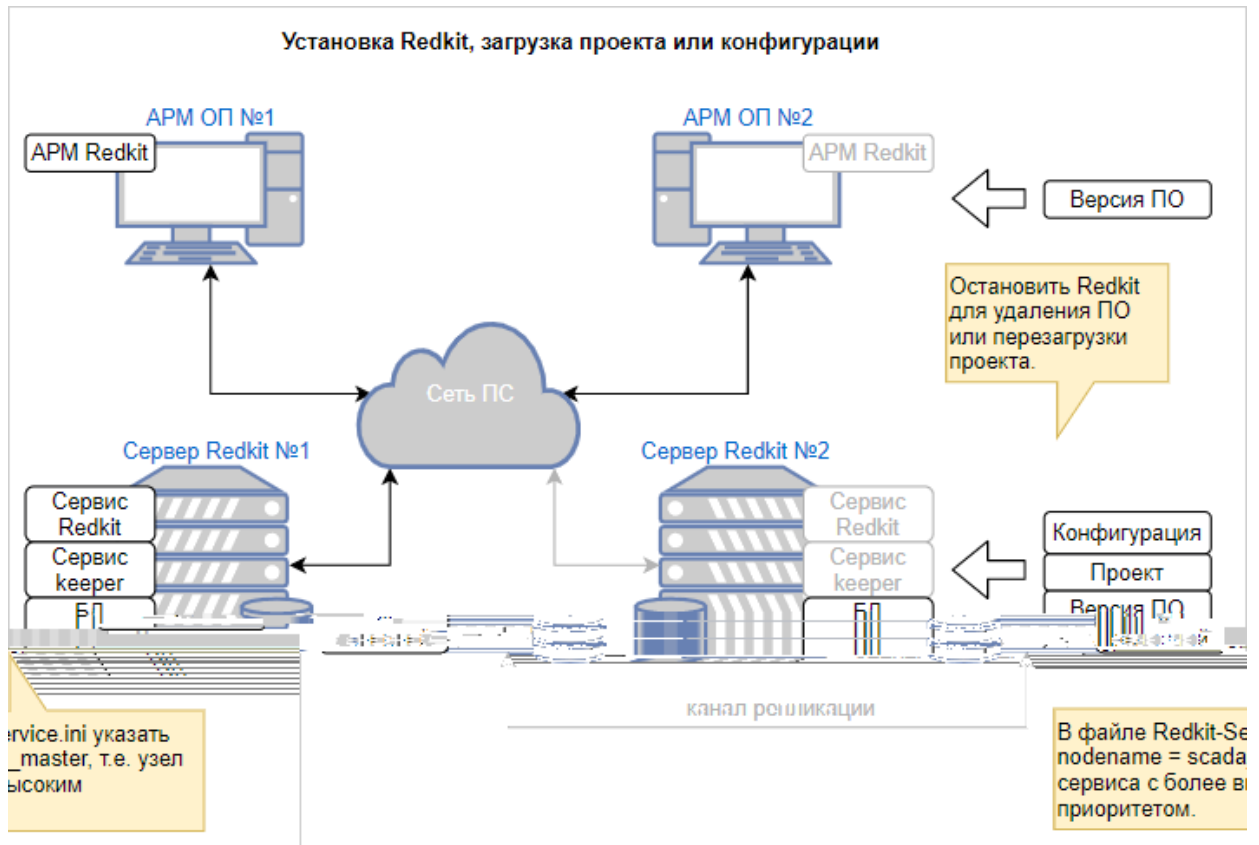 Установка Redkit, загрузка проекта или конфигурации
АРМ ОП №1
АРМ Redkit
АРМ ОП №2
АРМ Redkit
Версия ПО
Остановить Redkit
для удаления ПО
или перезагрузки
проекта.
Сеть ПС
Сервер Redkit №1
Сервис
Redkit
Сервис
keeper
Сервер Redkit №2
Сервис
Redkit
Сервис
keeper
Конфигурация
Проект
Версия ПО
канал репликации
ervice.ini указать
_master, т.е. узел
ысоким
В файле Redkit-Se
nodename = scada
сервиса с более в
приоритетом.